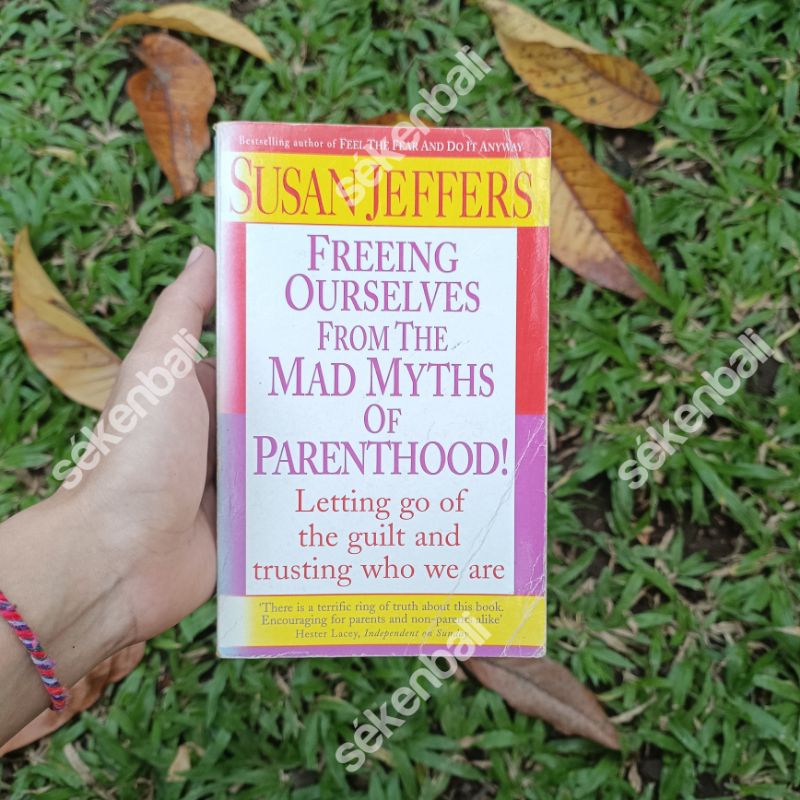 Bestselling author of FEEL THE FEAR AND DO IT ANYWAY
SUSAN JEFFERS
FREEING
OURSELVES
FROM THE
MAD MYTHS
OF
PARENTHOOD!
Letting go of
the guilt and
trusting who we are
'There is a terrific ring of truth about this book.
Encouraging for parents and non-parents alike'
Hester Lacey, Independent on Sunday
sékenbali
sékenbali
sékenbali
sékenbali
sékenbali